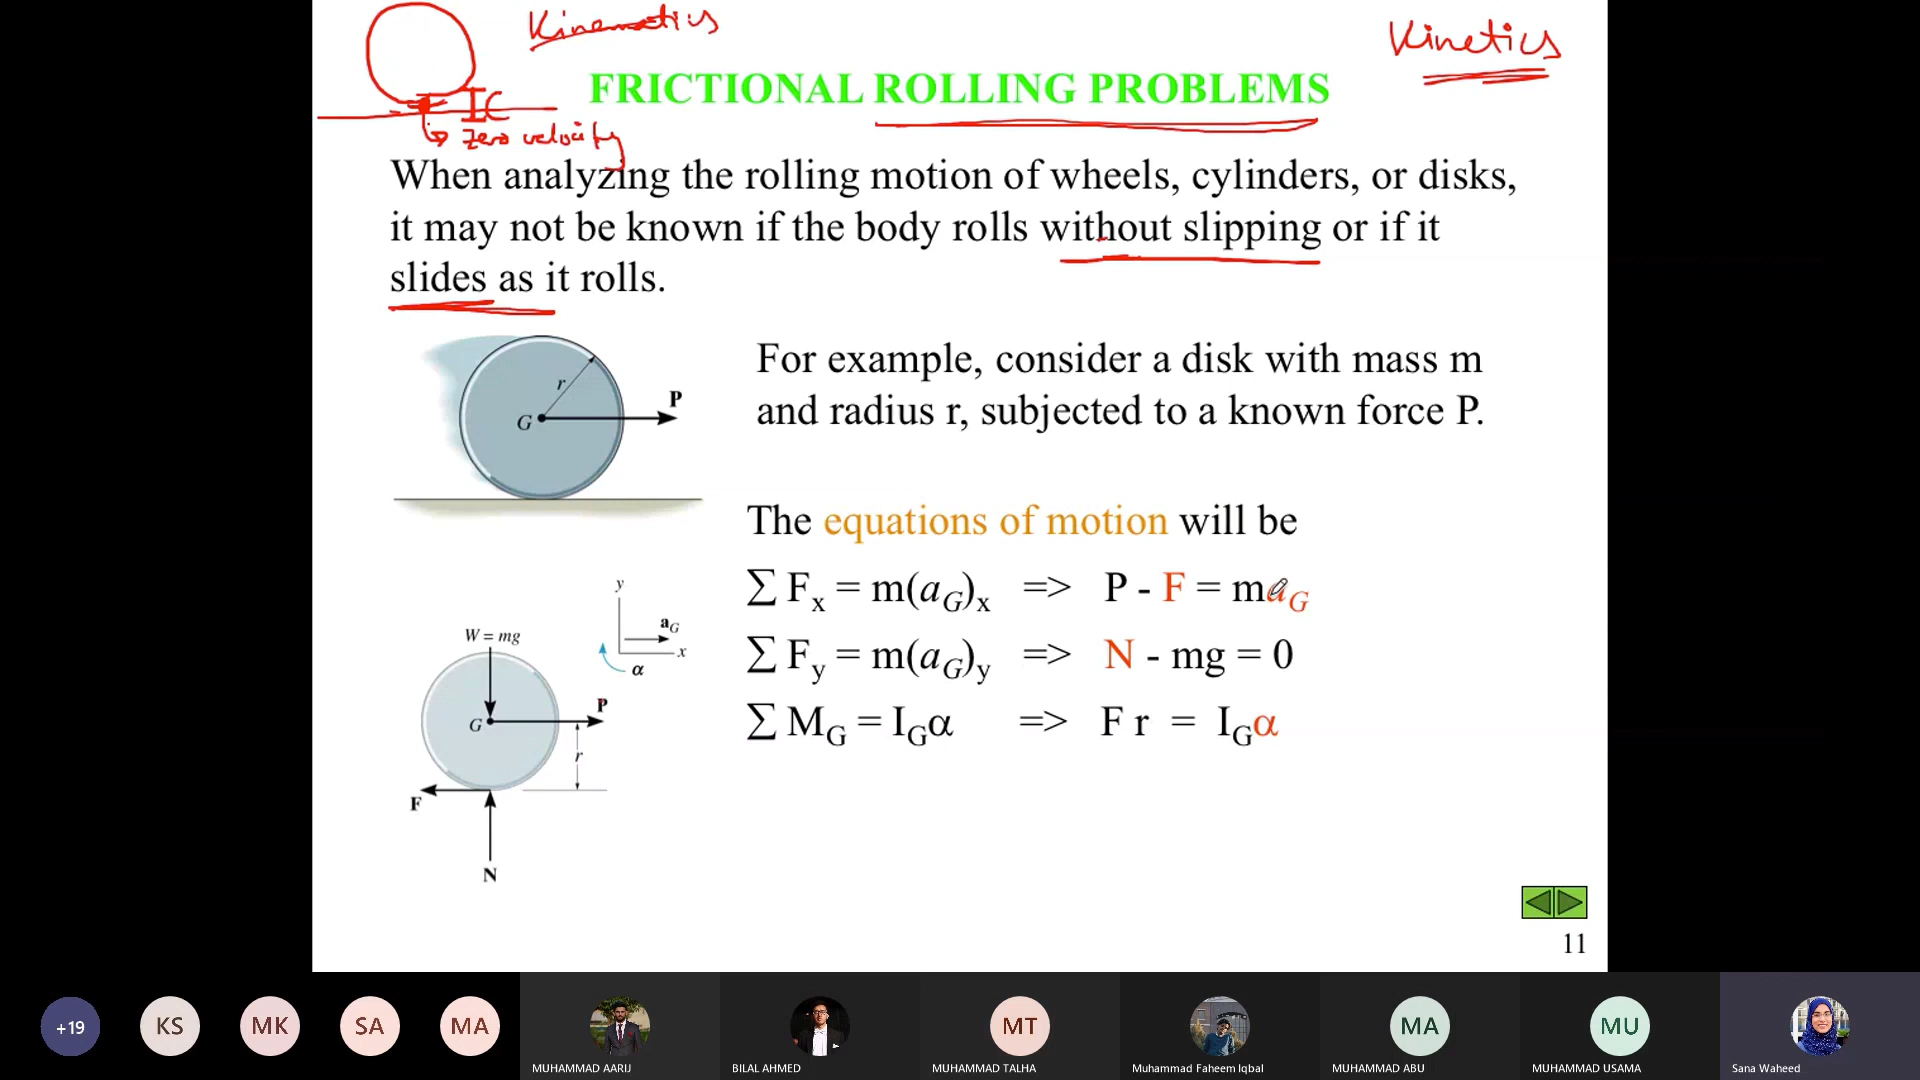 Kinematics
Kinetics
IC
FRICTIONAL ROLLING PROBLEMS
zero velocity
When analyzing the rolling motion of wheels, cylinders, or disks,
it may not be known if the body rolls without slipping or if it
slides as it rolls.
r
G
P
For example, consider a disk with mass m
and radius r, subjected to a known force P.
The equations of motion will be
∑ Fx = m(aG)x => P - F = maG
∑ Fy = m(aG)y => N - mg = 0
∑ MG = IGα => F r = IGα
y
aG
x
α
W = mg
G
P
r
F
N
11
+19
KS
MK
SA
MA
MUHAMMAD AARIJ
BILAL AHMED
MT
MUHAMMAD TALHA
Muhammad Faheem Iqbal
MA
MUHAMMAD ABU
MU
MUHAMMAD USAMA
Sana Waheed